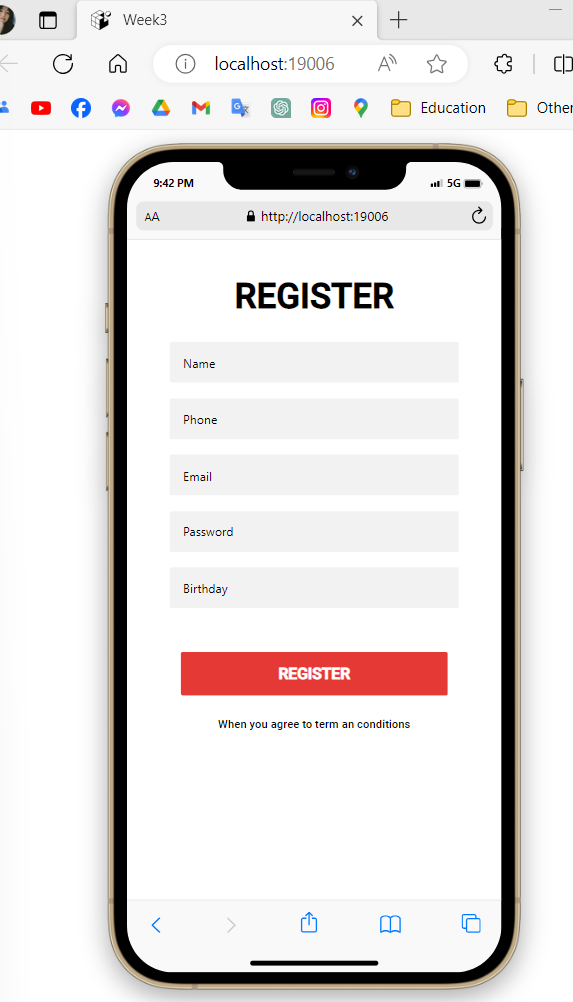 Week3
localhost:19006
Education
Other
9:42 PM
5G
AA
http://localhost:19006
REGISTER
Name
Phone
Email
Password
Birthday
REGISTER
When you agree to term an conditions